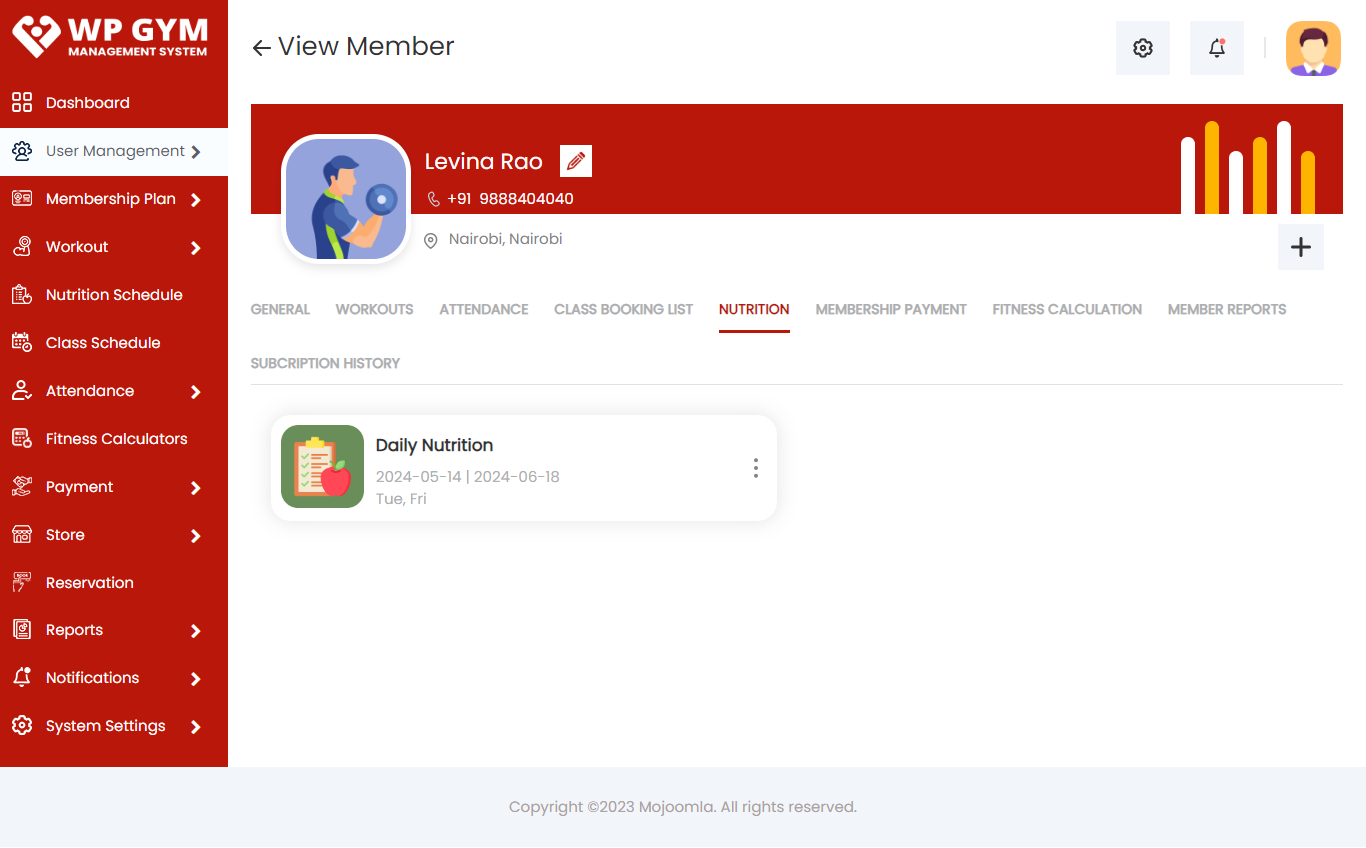 WP GYM
MANAGEMENT SYSTEM
Dashboard
User Management
Membership Plan
Workout
Nutrition Schedule
Class Schedule
Attendance
Fitness Calculators
Payment
Store
Reservation
Reports
Notifications
System Settings
View Member
Levina Rao
+91 9888404040
Nairobi, Nairobi
GENERAL WORKOUTS ATTENDANCE CLASS BOOKING LIST NUTRITION MEMBERSHIP PAYMENT FITNESS CALCULATION MEMBER REPORTS
SUBCRIPTION HISTORY
Daily Nutrition
2024-05-14 | 2024-06-18
Tue, Fri
Copyright ©2023 Mojoomla. All rights reserved.